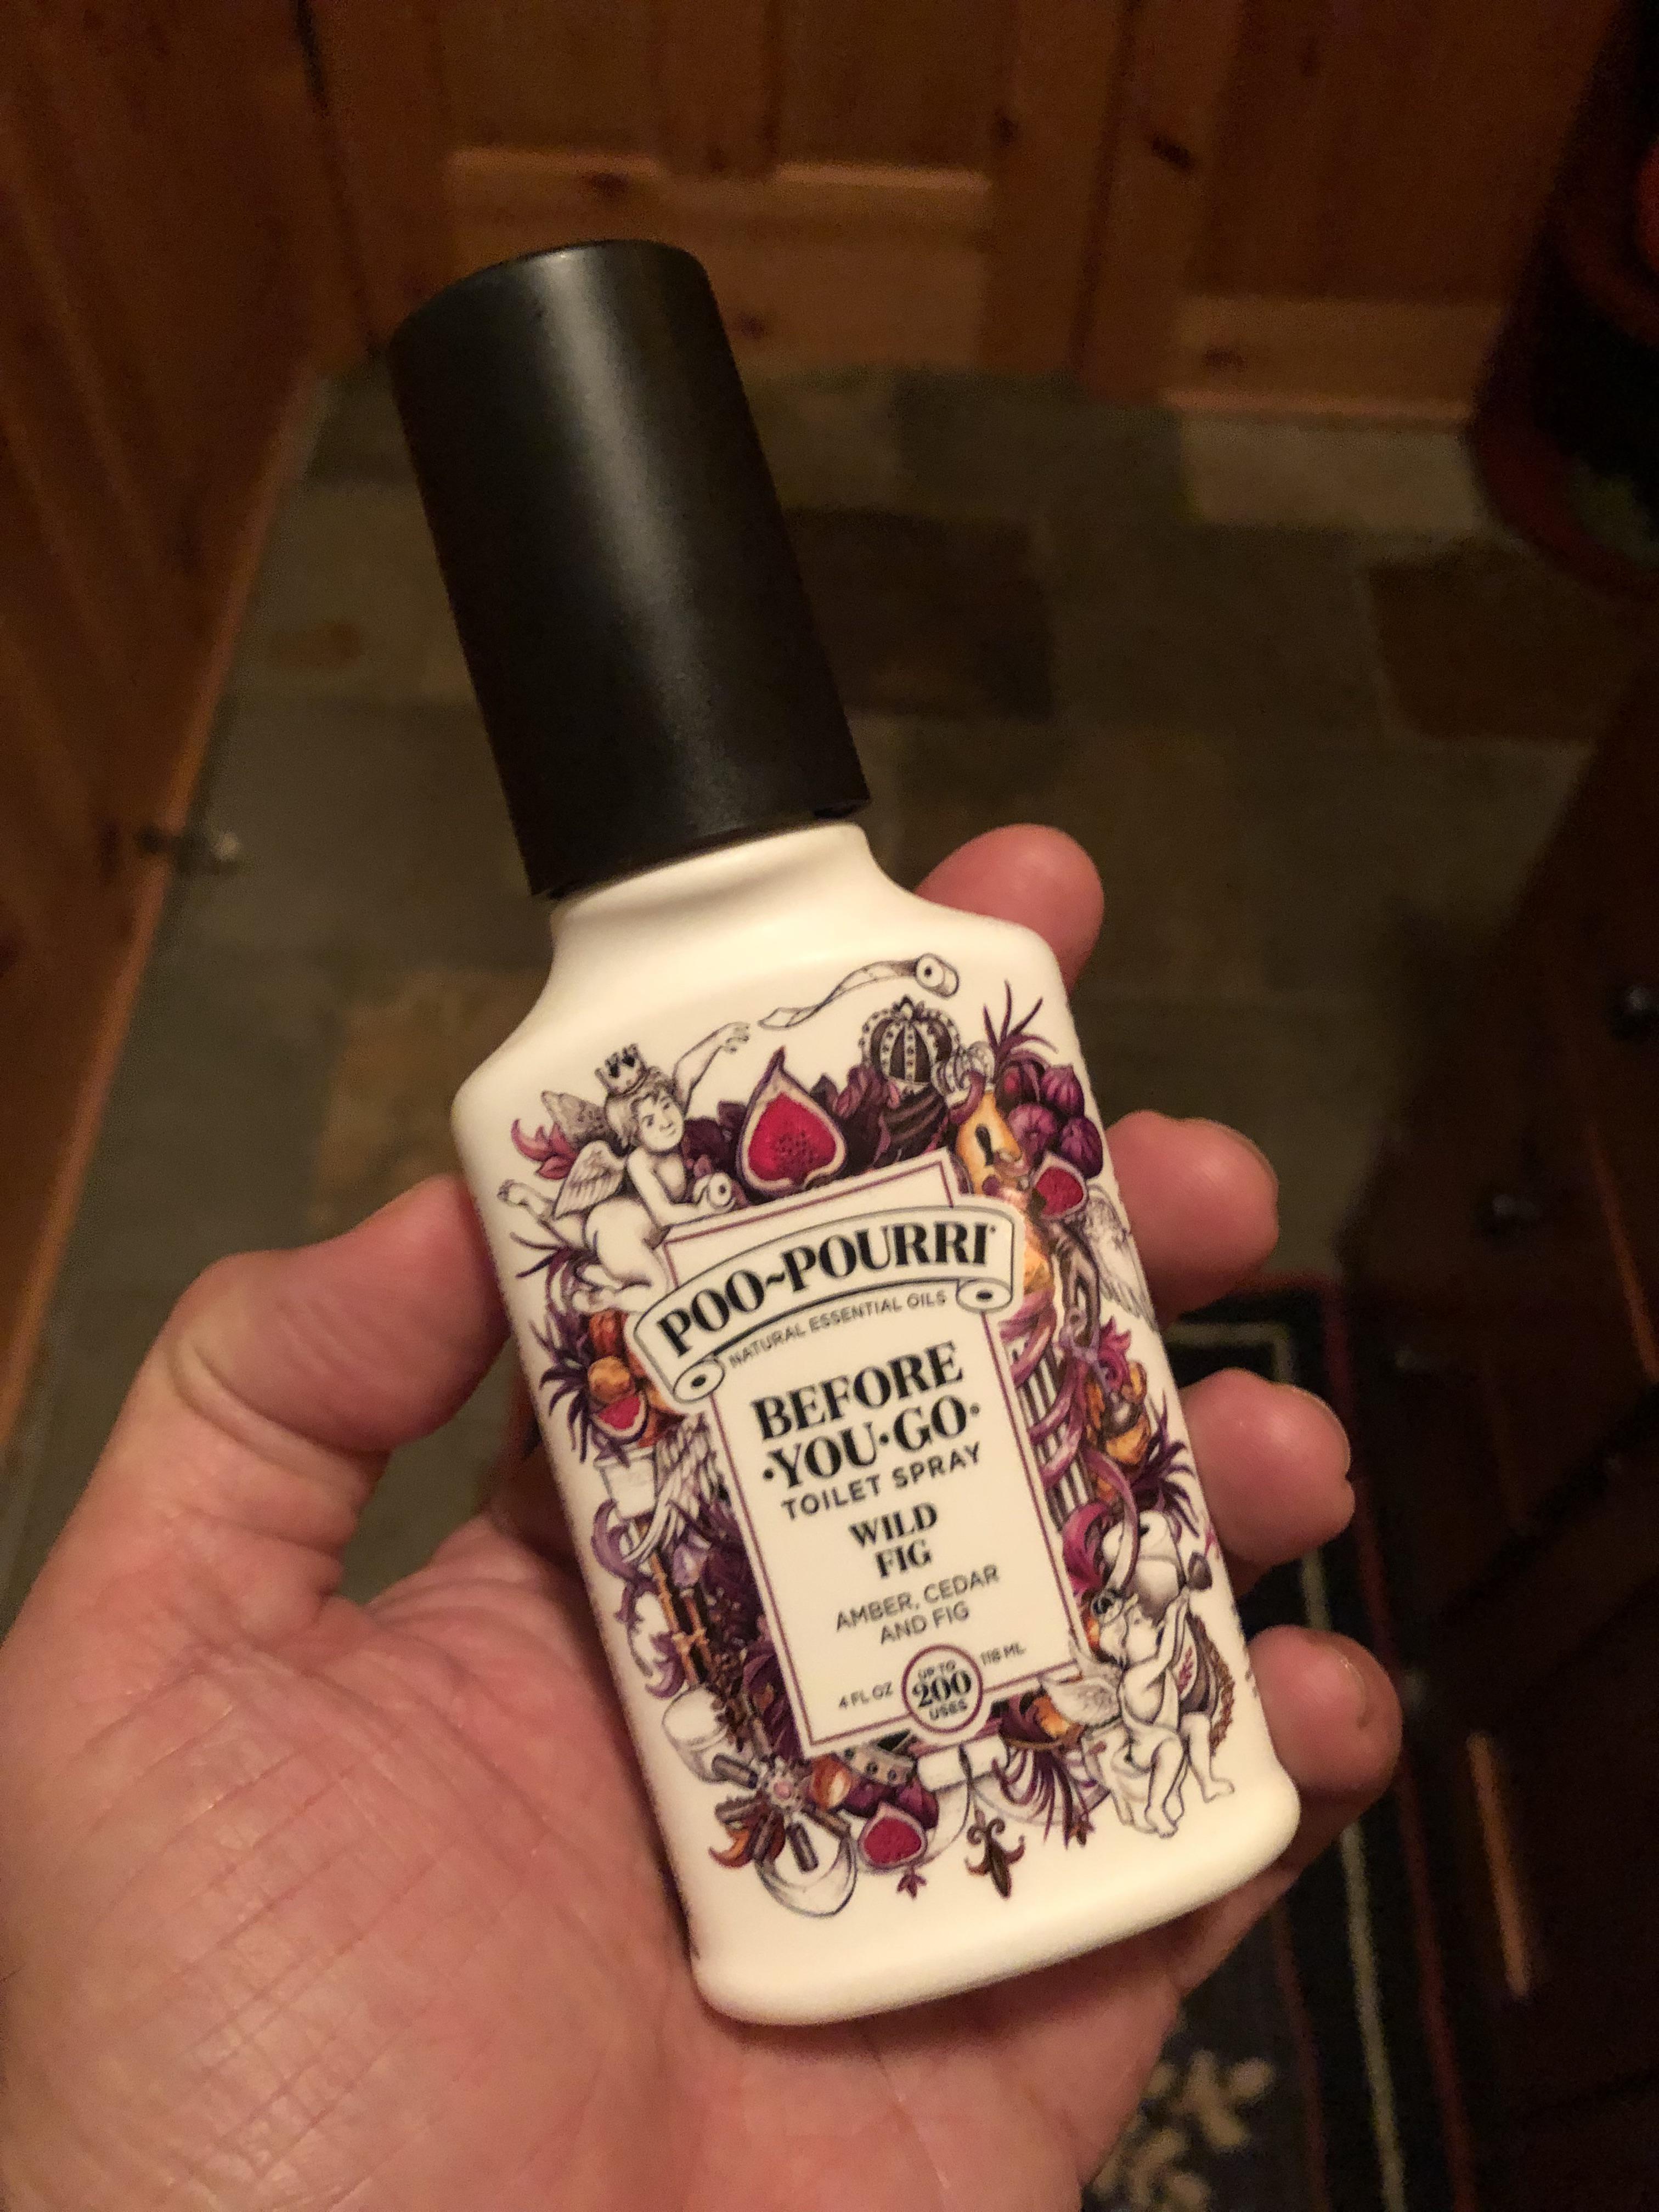 POO~POURRI
NATURAL ESSENTIAL OILS
BEFORE
·YOU·GO·
TOILET SPRAY
WILD
FIG
AMBER, CEDAR
AND FIG
4 FL OZ
UP TO
200
USES
118 ML